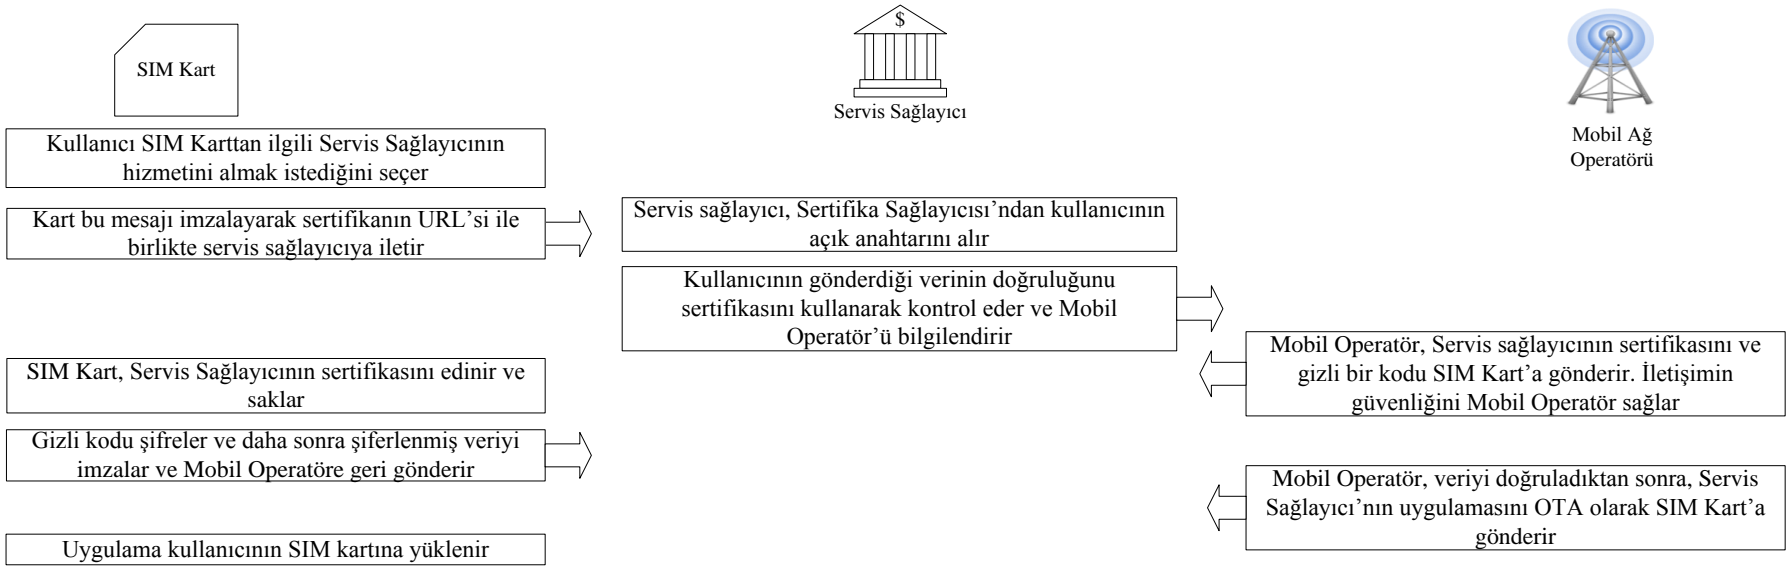 SIM Kart
$
Servis Sağlayıcı
Mobil Ağ
Operatörü
Kullanıcı SIM Karttan ilgili Servis Sağlayıcının
hizmetini almak istediğini seçer
Kart bu mesajı imzalayarak sertifikanın URL’si ile
birlikte servis sağlayıcıya iletir
Servis sağlayıcı, Sertifika Sağlayıcısı’ndan kullanıcının
açık anahtarını alır
Kullanıcının gönderdiği verinin doğruluğunu
sertifikasını kullanarak kontrol eder ve Mobil
Operatör’ü bilgilendirir
Mobil Operatör, Servis sağlayıcının sertifikasını ve
gizli bir kodu SIM Kart’a gönderir. İletişimin
güvenliğini Mobil Operatör sağlar
SIM Kart, Servis Sağlayıcının sertifikasını edinir ve
saklar
Gizli kodu şifreler ve daha sonra şiferlenmiş veriyi
imzalar ve Mobil Operatöre geri gönderir
Mobil Operatör, veriyi doğruladıktan sonra, Servis
Sağlayıcı’nın uygulamasını OTA olarak SIM Kart’a
gönderir
Uygulama kullanıcının SIM kartına yüklenir